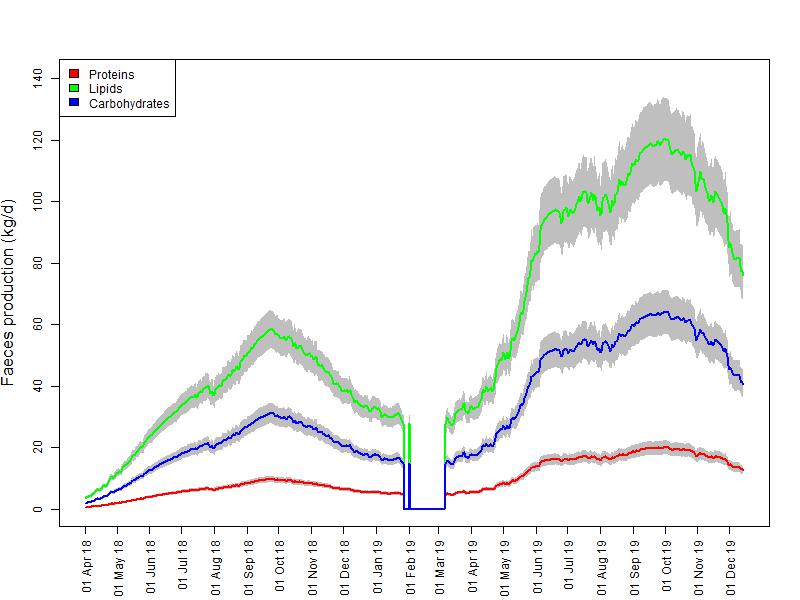 Proteins
Lipids
Carbohydrates
Faeces production (kg/d)
140
120
100
80
60
40
20
0
01 Apr 18
01 May 18
01 Jun 18
01 Jul 18
01 Aug 18
01 Sep 18
01 Oct 18
01 Nov 18
01 Dec 18
01 Jan 19
01 Feb 19
01 Mar 19
01 Apr 19
01 May 19
01 Jun 19
01 Jul 19
01 Aug 19
01 Sep 19
01 Oct 19
01 Nov 19
01 Dec 19